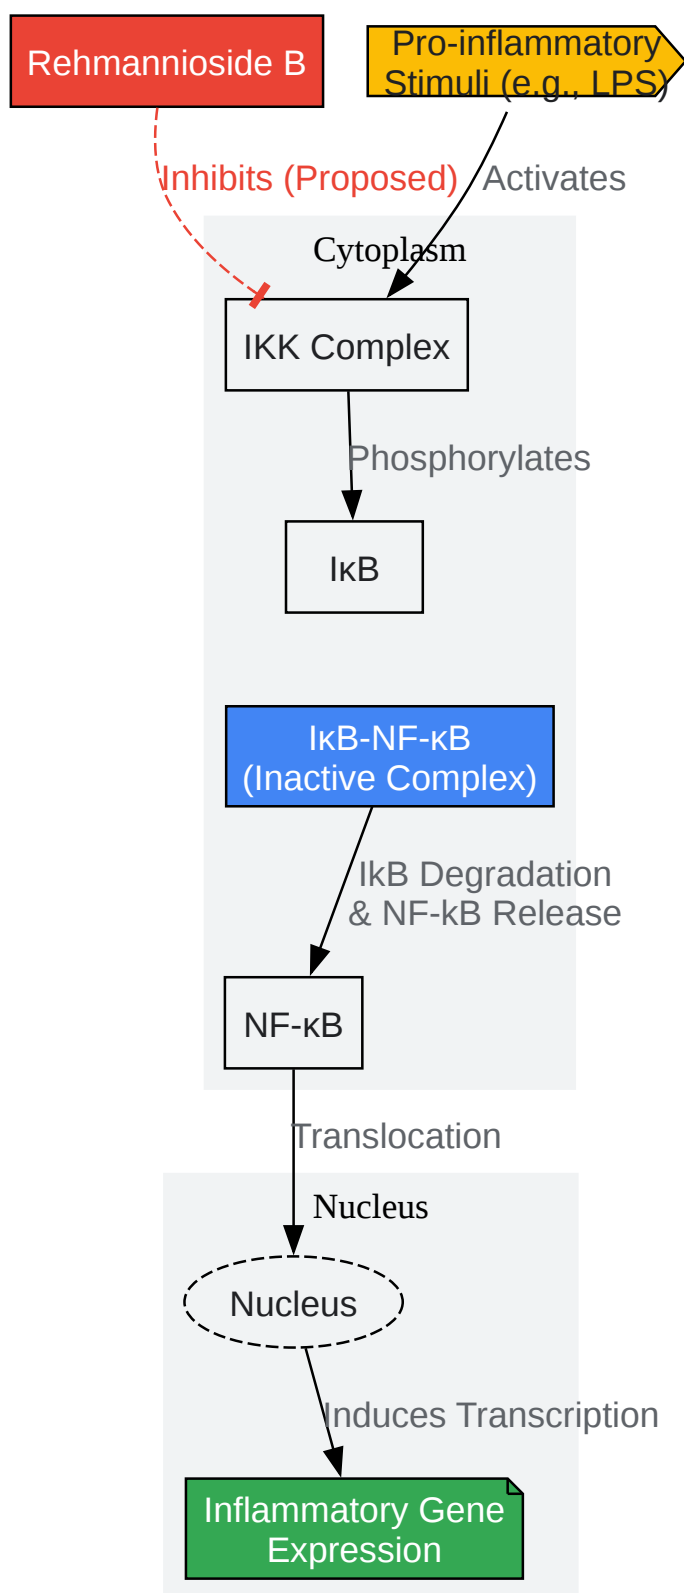 Rehmannioside B
Pro-inflammatory
Stimuli (e.g., LPS)
Inhibits (Proposed)
Activates
Cytoplasm
IKK Complex
Phosphorylates
IκB
IκB-NF-κB
(Inactive Complex)
IkB Degradation
& NF-kB Release
NF-κB
Translocation
Nucleus
Nucleus
Induces Transcription
Inflammatory Gene
Expression